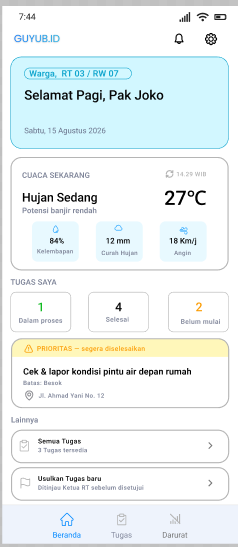 7:44
GUYUB.ID
Warga, RT 03 / RW 07
Selamat Pagi, Pak Joko
Sabtu, 15 Agustus 2026
CUACA SEKARANG
14.29 WIB
Hujan Sedang
27°C
Potensi banjir rendah
84%
Kelembapan
12 mm
Curah Hujan
18 Km/j
Angin
TUGAS SAYA
1
Dalam proses
4
Selesai
2
Belum mulai
PRIORITAS — segera diselesaikan
Cek & lapor kondisi pintu air depan rumah
Batas: Besok
Jl. Ahmad Yani No. 12
Lainnya
Semua Tugas
3 Tugas tersedia
Usulkan Tugas baru
Ditinjau Ketua RT sebelum disetujui
Beranda
Tugas
Darurat